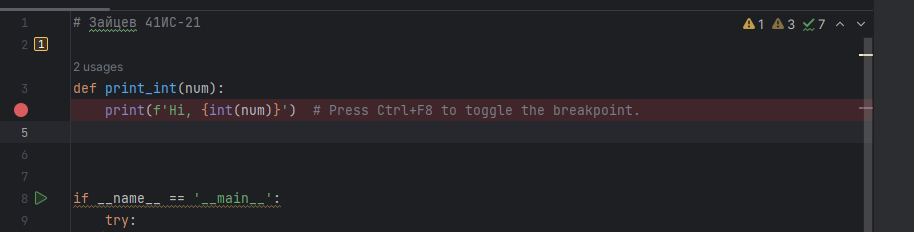 1 # Зайцев 41ИС-21 1 3 7
2 1
2 usages
3 def print_int(num):
print(f'Hi, {int(num)}') # Press Ctrl+F8 to toggle the breakpoint.
5
6
7
8 if __name__ == '__main__':
9 try: